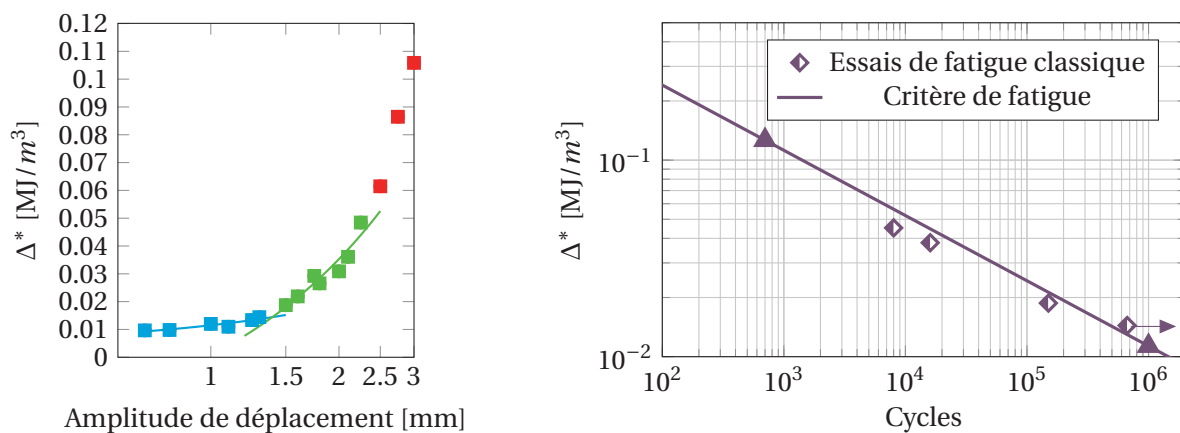 0.12
0.11
0.1
0.09
0.08
0.07
0.06
0.05
0.04
0.03
0.02
0.01
0
Δ* [MJ/m³]
1 1.5 2 2.5 3
Amplitude de déplacement [mm]
Essais de fatigue classique
Critère de fatigue
10⁻¹
10⁻²
Δ* [MJ/m³]
10² 10³ 10⁴ 10⁵ 10⁶
Cycles